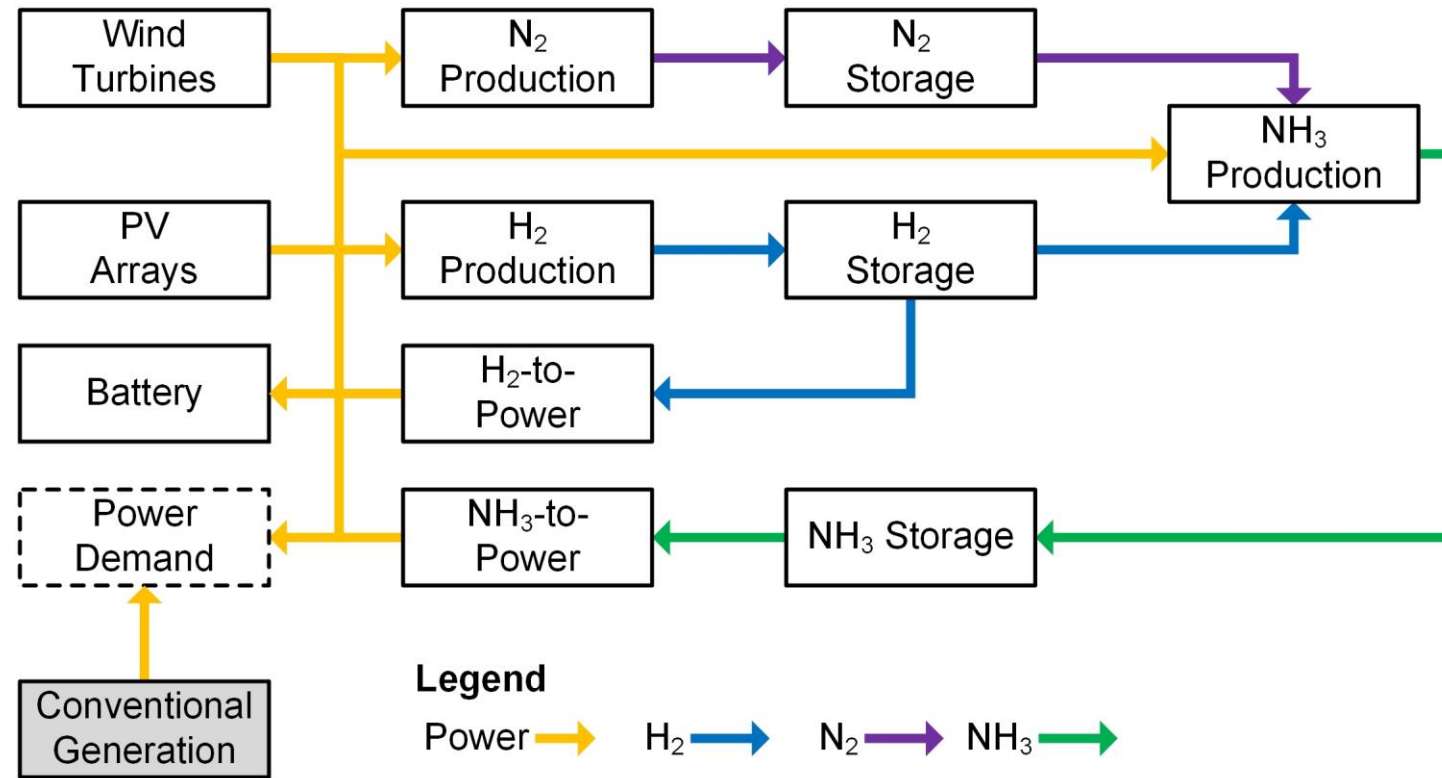 Wind
Turbines
N₂
Production
N₂
Storage
NH₃
Production
PV
Arrays
H₂
Production
H₂
Storage
Battery
H₂-to-
Power
Power
Demand
NH₃-to-
Power
NH₃ Storage
Conventional
Generation
Legend
Power
H₂
N₂
NH₃